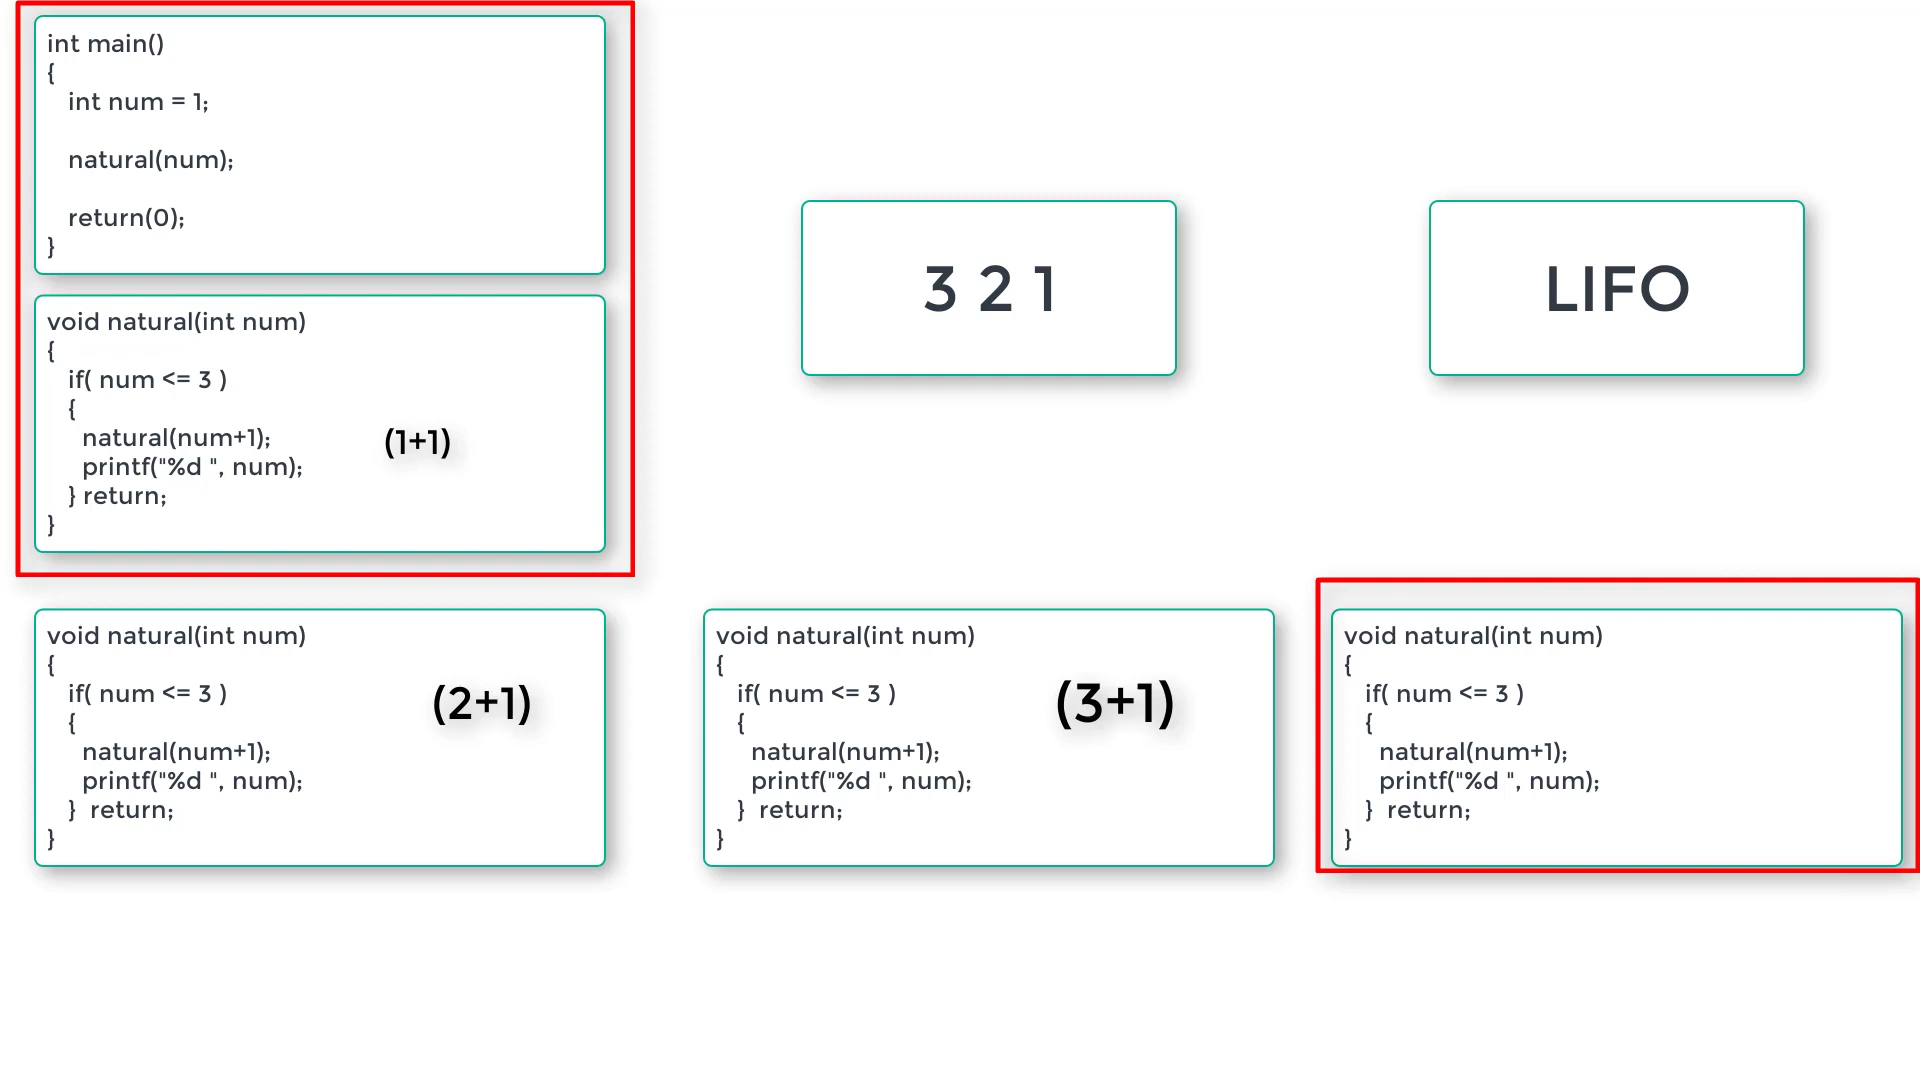 int main()
{
int num = 1;
natural(num);
return(0);
}
void natural(int num)
{
if( num <= 3 )
{
natural(num+1);
(1+1)
printf("%d ", num);
} return;
}
3 2 1
LIFO
void natural(int num)
{
if( num <= 3 )
(2+1)
{
natural(num+1);
printf("%d ", num);
}  return;
}
void natural(int num)
{
if( num <= 3 )
(3+1)
{
natural(num+1);
printf("%d ", num);
}  return;
}
void natural(int num)
{
if( num <= 3 )
{
natural(num+1);
printf("%d ", num);
}  return;
}